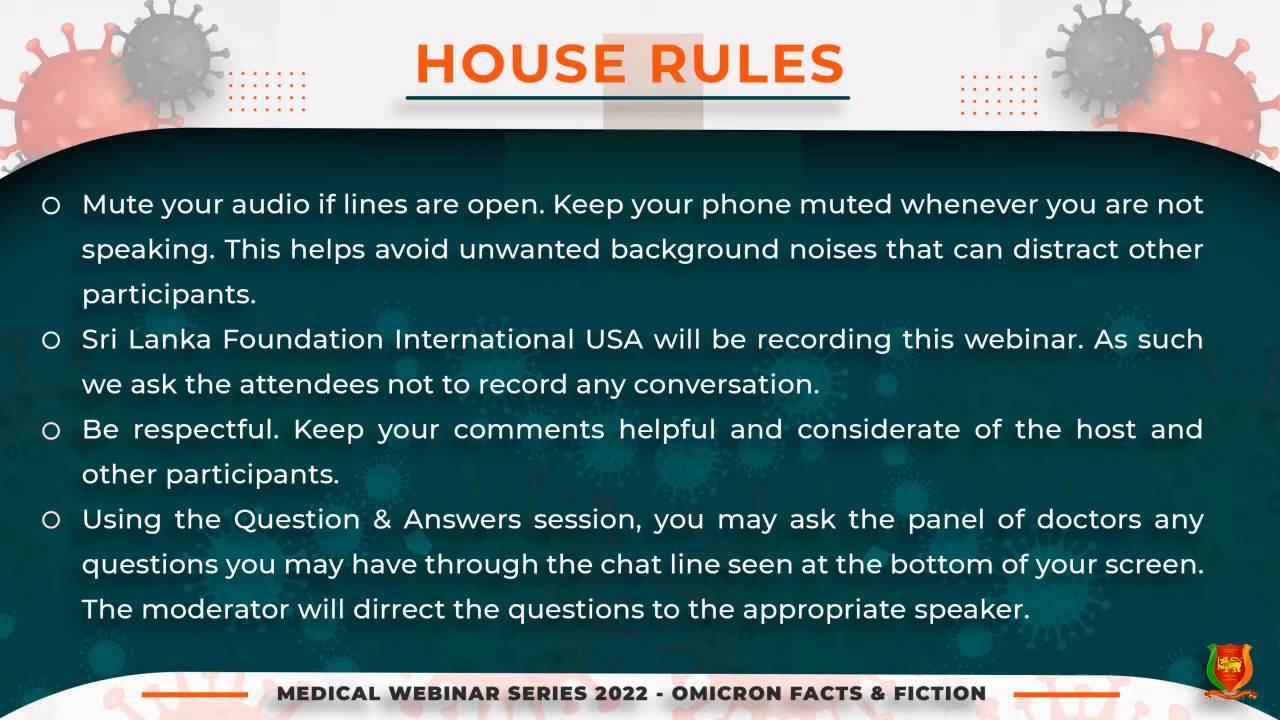 HOUSE RULES
Mute your audio if lines are open. Keep your phone muted whenever you are not
speaking. This helps avoid unwanted background noises that can distract other
participants.
Sri Lanka Foundation International USA will be recording this webinar. As such
we ask the attendees not to record any conversation.
Be respectful. Keep your comments helpful and considerate of the host and
other participants.
Using the Question & Answers session, you may ask the panel of doctors any
questions you may have through the chat line seen at the bottom of your screen.
The moderator will dirrect the questions to the appropriate speaker.
MEDICAL WEBINAR SERIES 2022 - OMICRON FACTS & FICTION